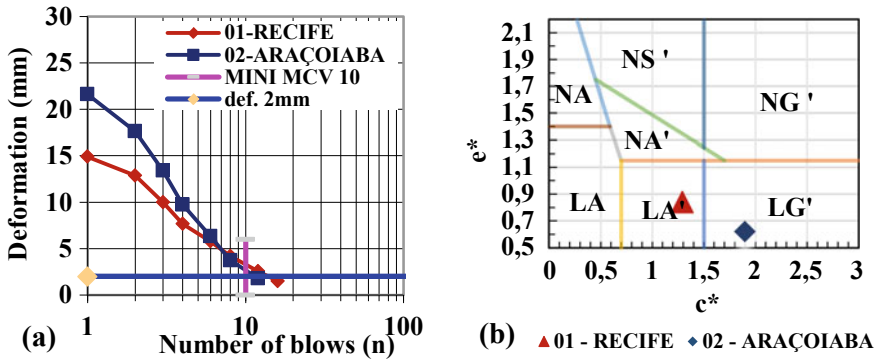 30
25
20
15
10
5
0
Deformation (mm)
01-RECIFE
02-ARAÇOIABA
MINI MCV 10
def. 2mm
1 10 100
Number of blows (n)
(a)
2,1
1,9
1,7
1,5
1,3
1,1
0,9
0,7
0,5
e*
NS '
NA
NG '
NA'
LA
LA'
LG'
0 0,5 1 1,5 2 2,5 3
c*
(b)
01 - RECIFE 02 - ARAÇOIABA